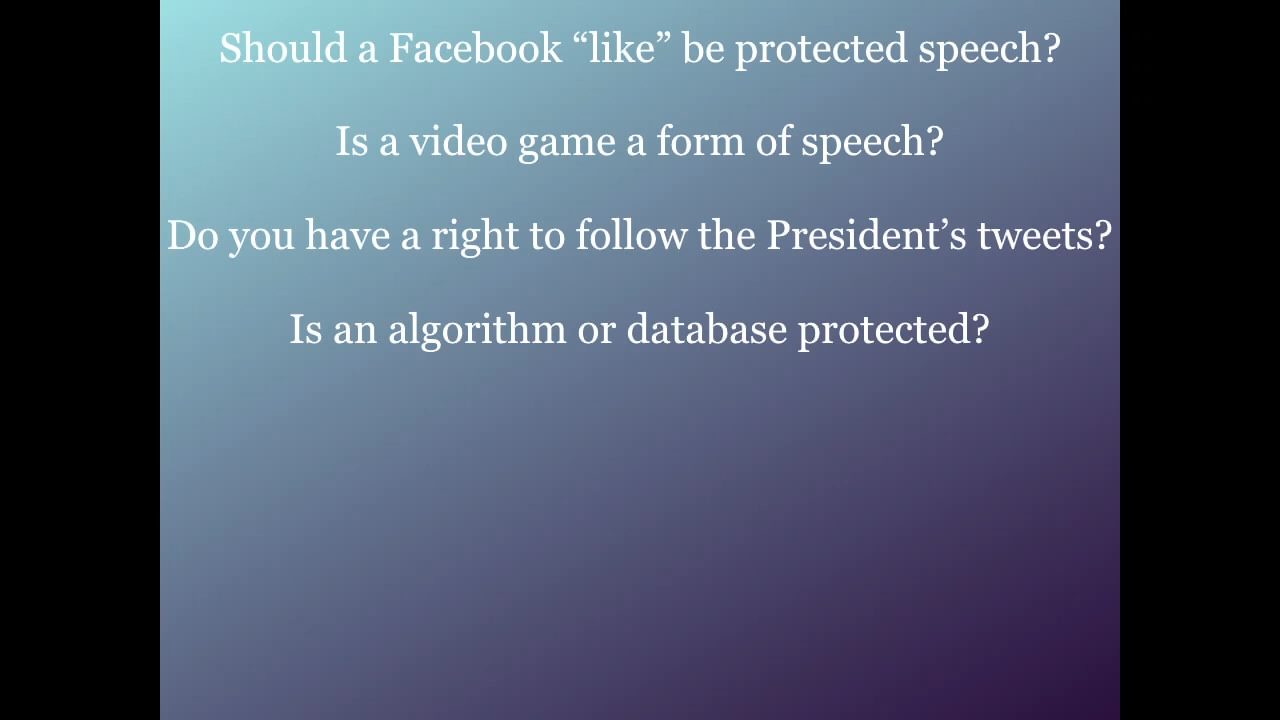 Should a Facebook “like” be protected speech?
Is a video game a form of speech?
Do you have a right to follow the President’s tweets?
Is an algorithm or database protected?